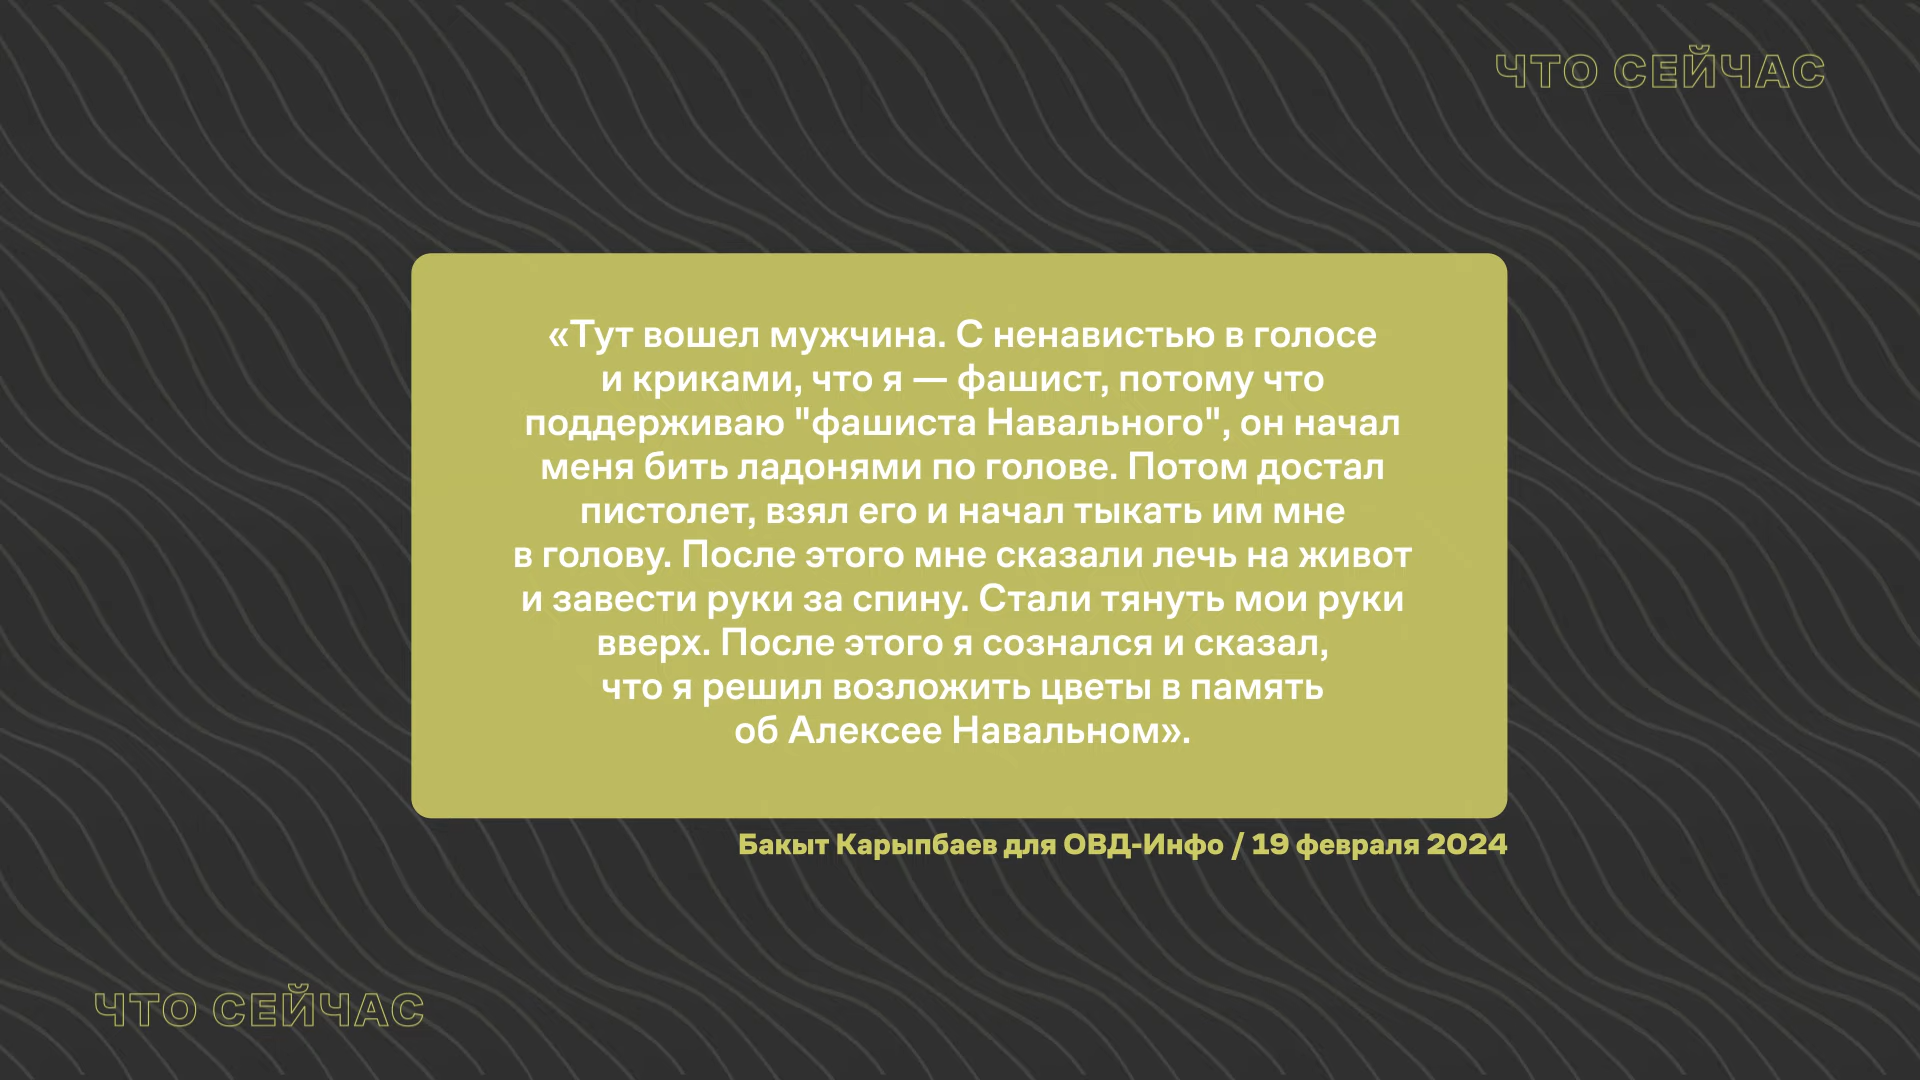 ЧТО СЕЙЧАС
«Тут вошел мужчина. С ненавистью в голосе
и криками, что я — фашист, потому что
поддерживаю "фашиста Навального", он начал
меня бить ладонями по голове. Потом достал
пистолет, взял его и начал тыкать им мне
в голову. После этого мне сказали лечь на живот
и завести руки за спину. Стали тянуть мои руки
вверх. После этого я сознался и сказал,
что я решил возложить цветы в память
об Алексее Навальном».
Бакыт Карыпбаев для ОВД-Инфо / 19 февраля 2024
ЧТО СЕЙЧАС